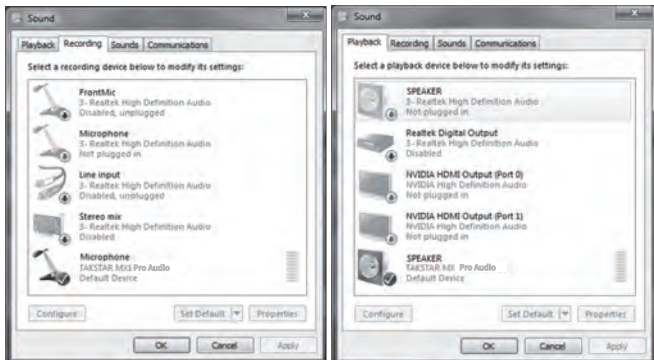 Sound
Playback Recording Sounds Communications
Select a recording device below to modify its settings:
FrontMic
3- Realtek High Definition Audio
Disabled, unplugged
Microphone
3- Realtek High Definition Audio
Not plugged in
Line input
3- Realtek High Definition Audio
Disabled, unplugged
Stereo mix
3- Realtek High Definition Audio
Disabled
Microphone
TAKSTAR MX1 Pro Audio
Default Device
Configure Set Default Properties
OK Cancel Apply
Sound
Playback Recording Sounds Communications
Select a playback device below to modify its settings:
SPEAKER
3- Realtek High Definition Audio
Not plugged in
Realtek Digital Output
3- Realtek High Definition Audio
Disabled
NVIDIA HDMI Output (Port 0)
NVIDIA High Definition Audio
Not plugged in
NVIDIA HDMI Output (Port 1)
NVIDIA High Definition Audio
Not plugged in
SPEAKER
TAKSTAR MX Pro Audio
Default Device
Configure Set Default Properties
OK Cancel Apply